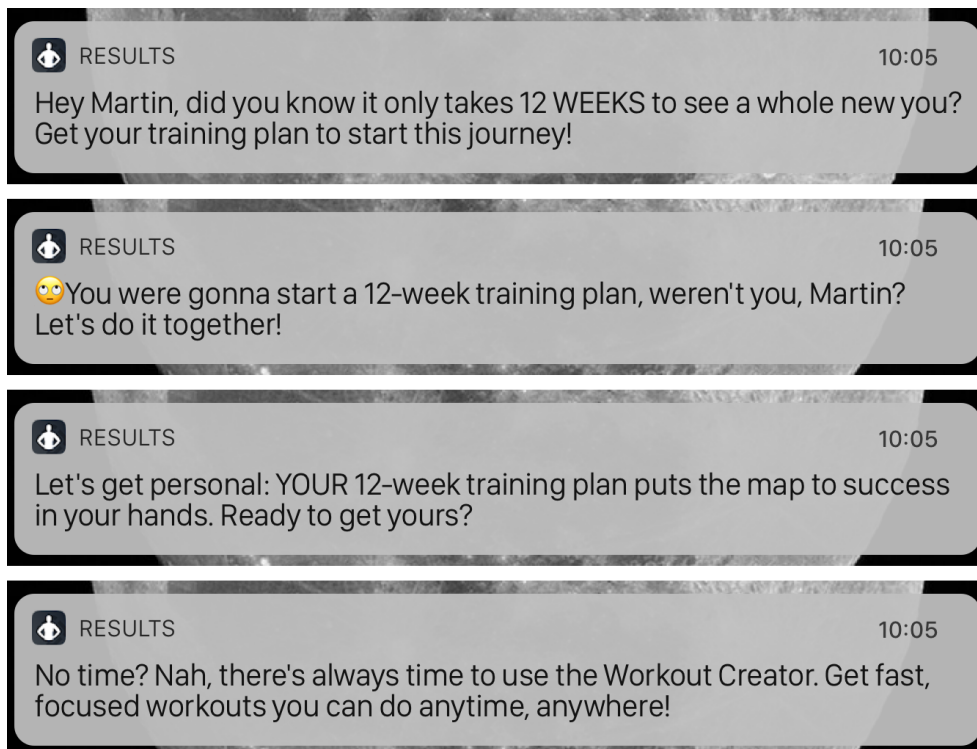 RESULTS 10:05
Hey Martin, did you know it only takes 12 WEEKS to see a whole new you?
Get your training plan to start this journey!
RESULTS 10:05
🙄You were gonna start a 12-week training plan, weren't you, Martin?
Let's do it together!
RESULTS 10:05
Let's get personal: YOUR 12-week training plan puts the map to success
in your hands. Ready to get yours?
RESULTS 10:05
No time? Nah, there's always time to use the Workout Creator. Get fast,
focused workouts you can do anytime, anywhere!